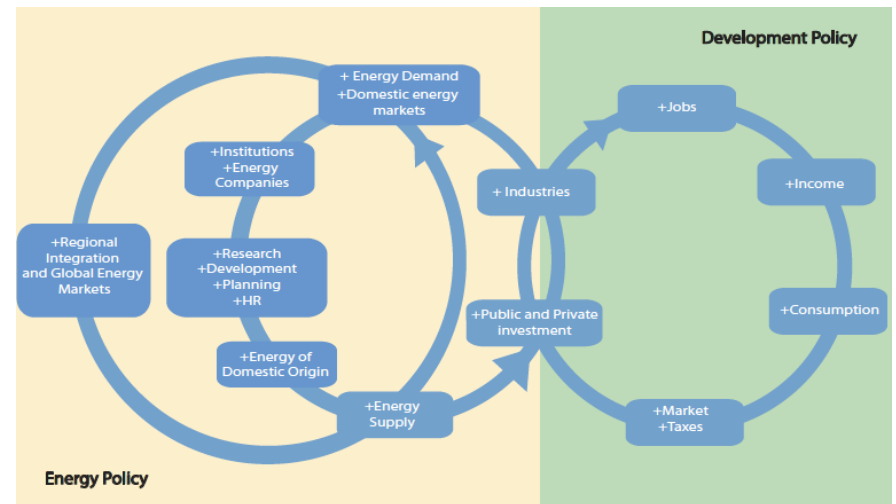 Development Policy
+ Energy Demand
+Domestic energy
markets
+Jobs
+Institutions
+Energy
Companies
+ Industries
+Income
+Regional
Integration
and Global Energy
Markets
+Research
+Development
+Planning
+HR
+Public and Private
investment
+Consumption
+Energy of
Domestic Origin
+Energy
Supply
+Market
+Taxes
Energy Policy